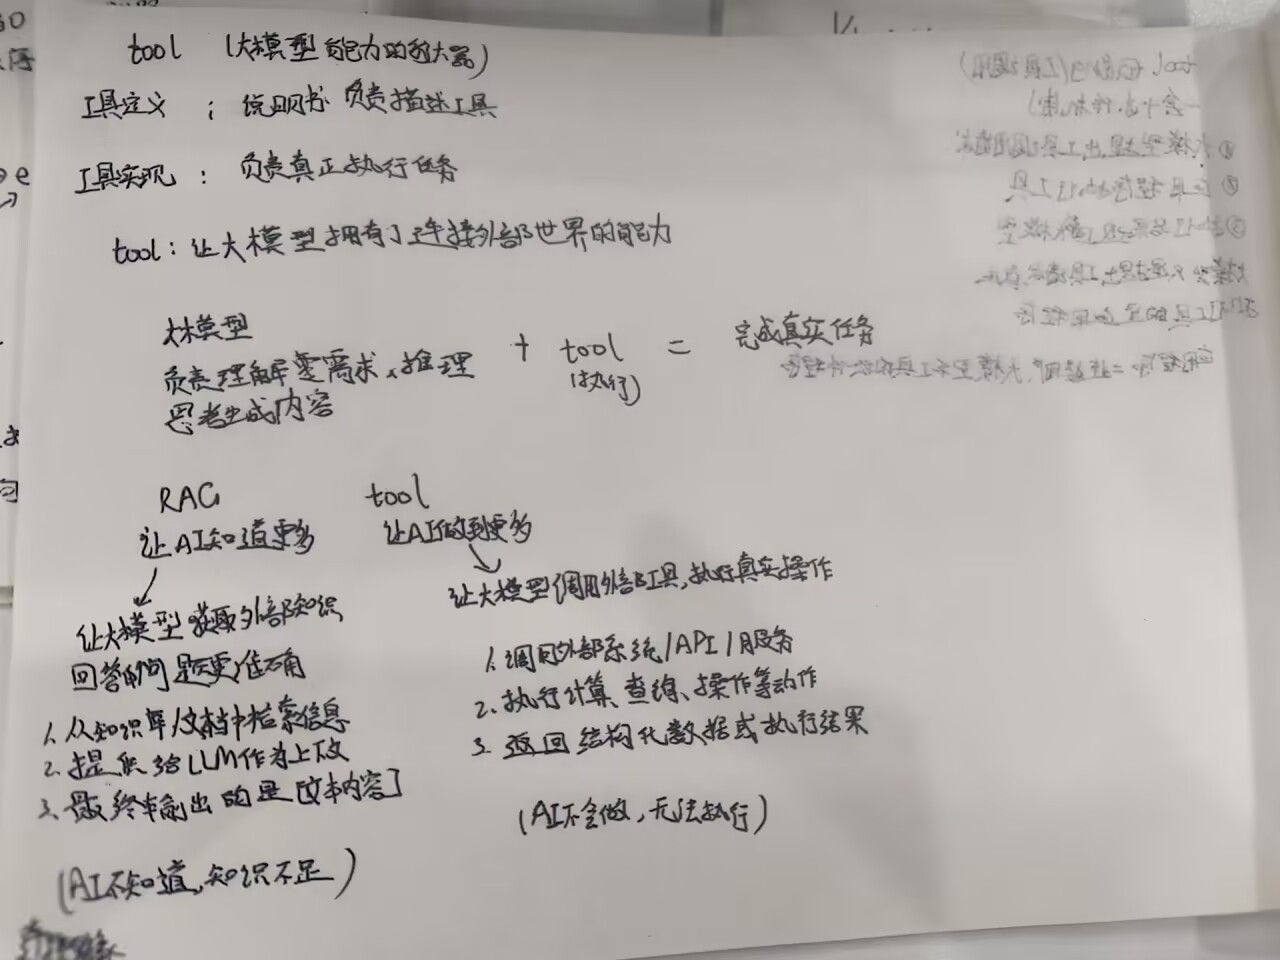 tool (大模型能力的放大器)
工具定义 : 说明书 负责描述工具
工具实现 : 负责真正执行任务
tool : 让大模型拥有了连接外部世界的能力
大模型
负责理解需求、推理
思考生成内容
+ tool = 完成真实任务
(执行)
RAG tool
让AI知道更多 让AI做到更多
让大模型获取外部知识
回答的问题更准确
1. 从知识库/文档中检索信息
2. 提供给LLM作为上下文
3. 最终输出的是[文本内容]
(AI不知道,知识不足)
让大模型调用外部工具,执行真实操作
1. 调用外部系统/API/服务
2. 执行计算、查询、操作等动作
3. 返回结构化数据或执行结果
(AI不会做,无法执行)